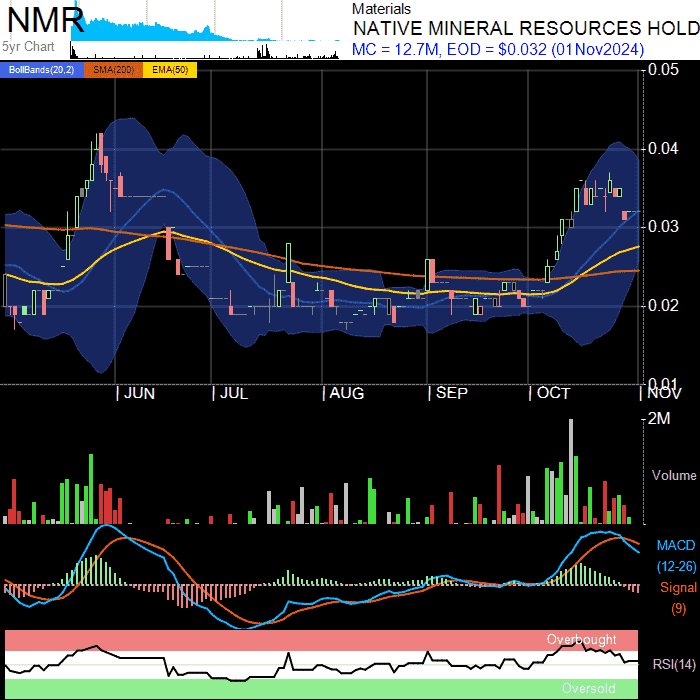 NMR
5yr Chart
Materials
NATIVE MINERAL RESOURCES HOLD
MC = 12.7M, EOD = $0.032 (01Nov2024)
BollBands(20,2) SMA(200) EMA(50)
0.05
0.04
0.03
0.02
0.01
| JUN | JUL | AUG | SEP | OCT | NOV
2M
Volume
MACD
(12-26)
Signal
(9)
Overbought
RSI(14)
Oversold